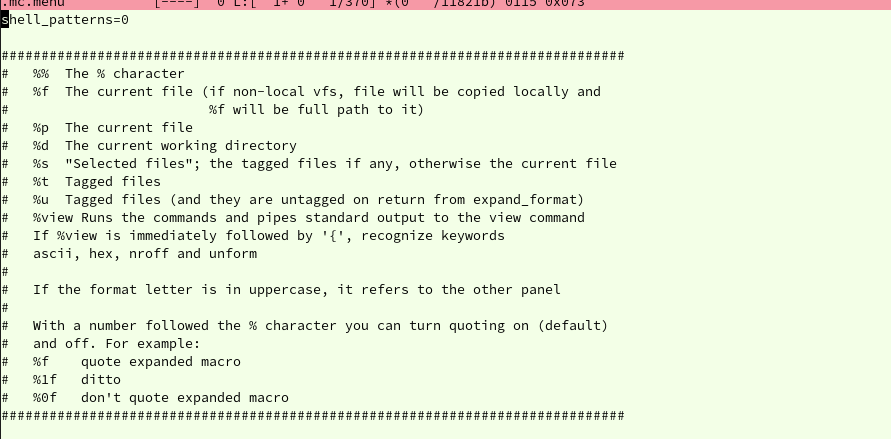 .mc.menu [----] 0 L:[ 1+ 0 1/370] *(0 /11821b) 0115 0x073
shell_patterns=0
##############################################################################
# %% The % character
# %f The current file (if non-local vfs, file will be copied locally and
# %f will be full path to it)
# %p The current file
# %d The current working directory
# %s "Selected files"; the tagged files if any, otherwise the current file
# %t Tagged files
# %u Tagged files (and they are untagged on return from expand_format)
# %view Runs the commands and pipes standard output to the view command
# If %view is immediately followed by '{', recognize keywords
# ascii, hex, nroff and unform
#
# If the format letter is in uppercase, it refers to the other panel
#
# With a number followed the % character you can turn quoting on (default)
# and off. For example:
# %f quote expanded macro
# %1f ditto
# %0f don't quote expanded macro
##############################################################################